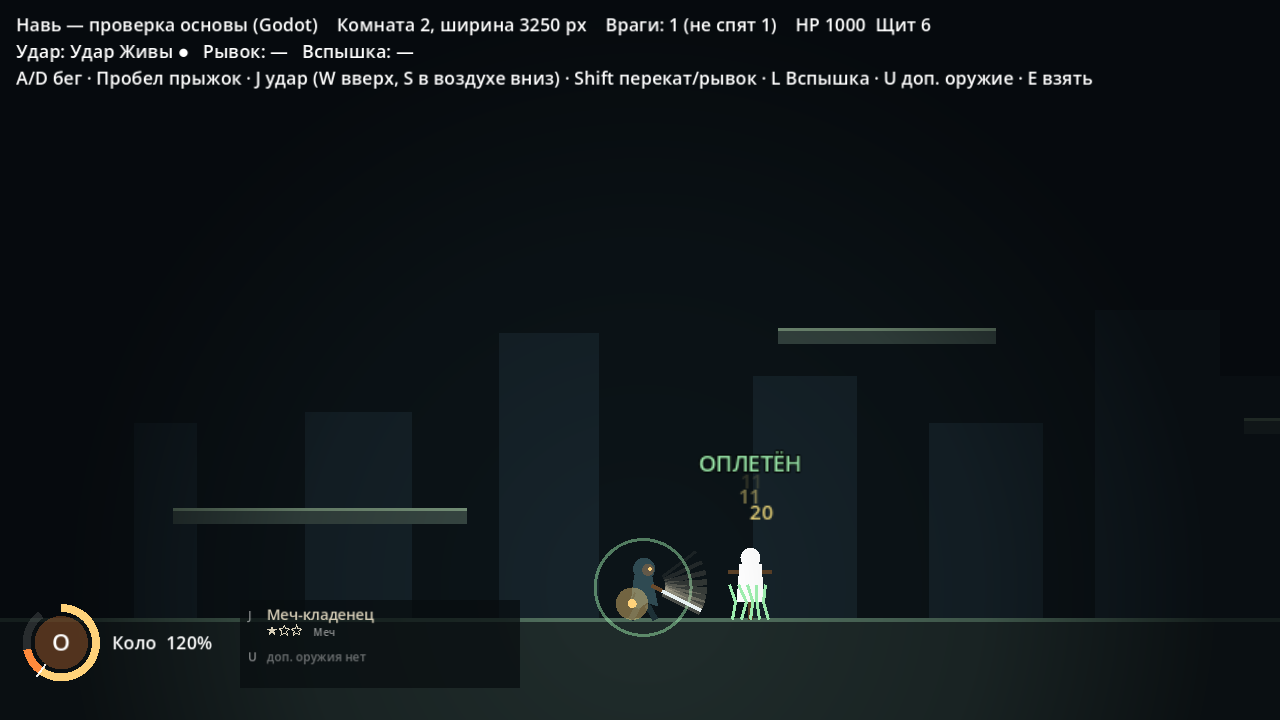 Навь — проверка основы (Godot) Комната 2, ширина 3250 px Враги: 1 (не спят 1) HP 1000 Щит 6
Удар: Удар Живы ● Рывок: — Вспышка: —
A/D бег · Пробел прыжок · J удар (W вверх, S в воздухе вниз) · Shift перекат/рывок · L Вспышка · U доп. оружие · E взять
ОПЛЕТЁН
11
11
20
J Меч-кладенец
★☆☆ Меч
О Коло 120%
U доп. оружия нет